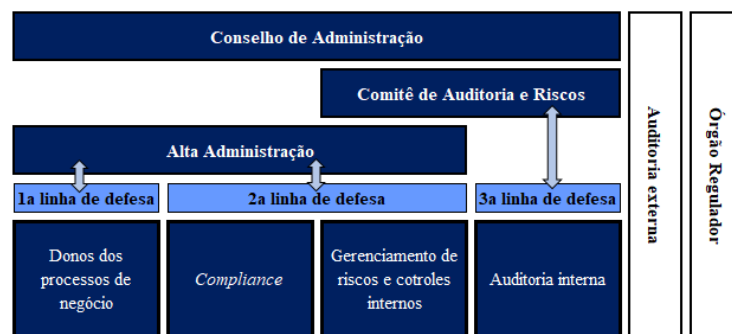 Conselho de Administração
Comitê de Auditoria e Riscos
Alta Administração
1a linha de defesa
2a linha de defesa
3a linha de defesa
Donos dos
processos de
negócio
Compliance
Gerenciamento de
riscos e cotroles
internos
Auditoria interna
Auditoria externa
Órgão Regulador